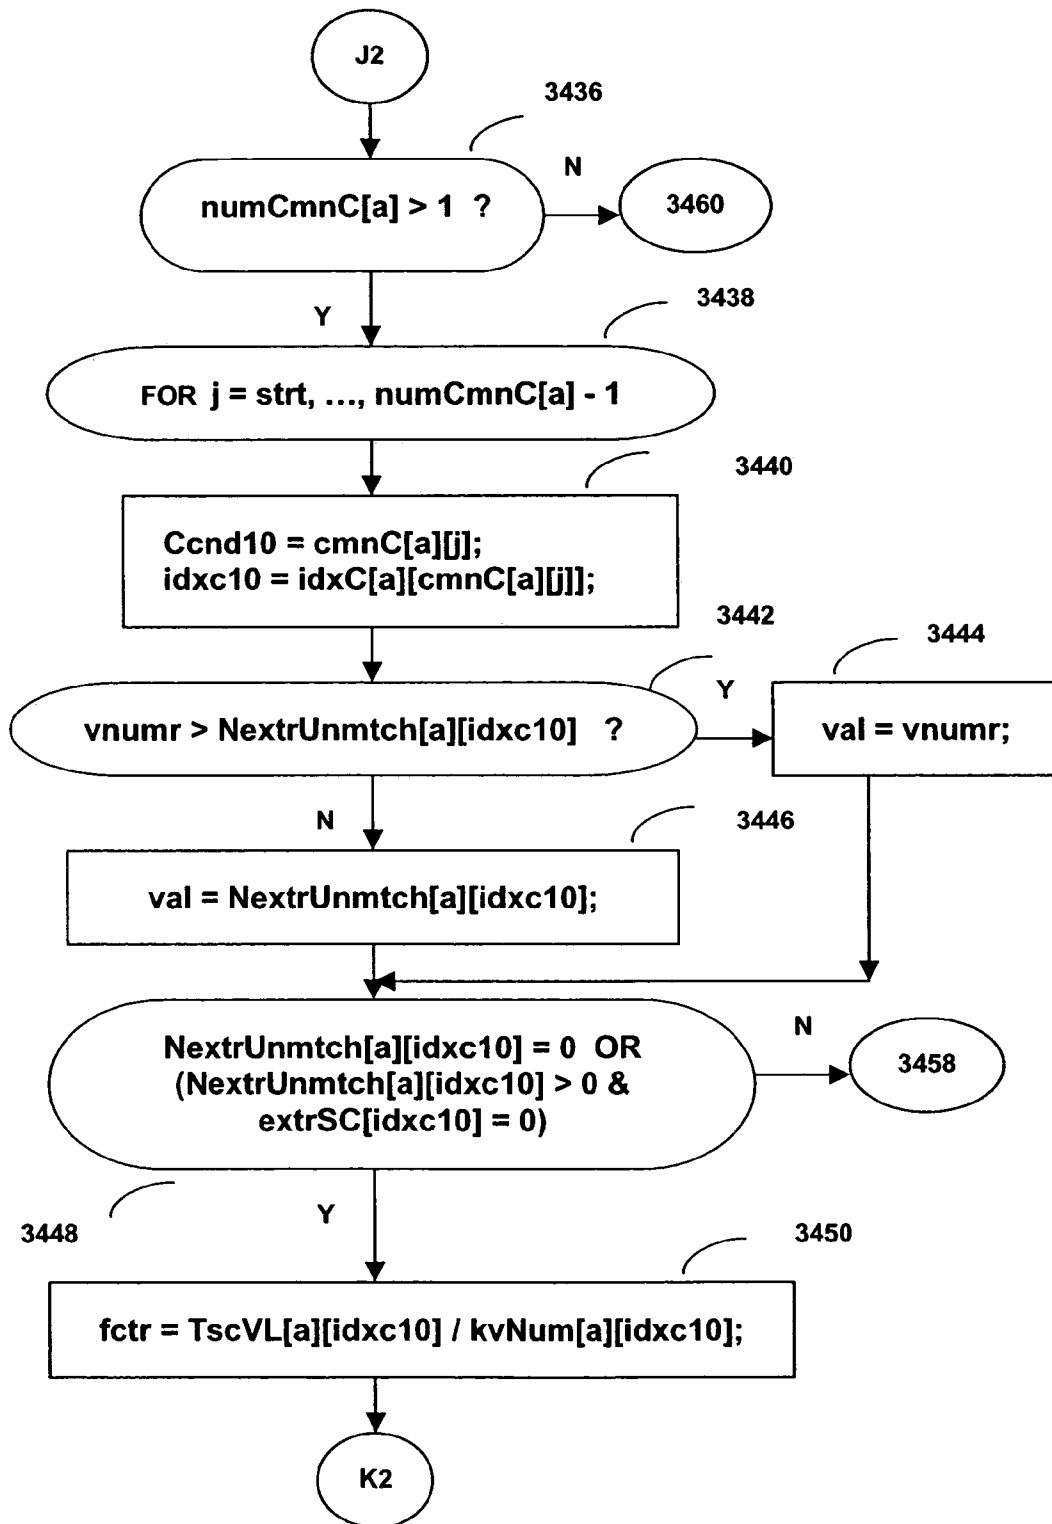 J2
3436
numCmnC[a] > 1 ?
N
3460
Y
3438
FOR j = strt, ..., numCmnC[a] - 1
3440
Ccnd10 = cmnC[a][j];
idxc10 = idxC[a][cmnC[a][j]];
3442
3444
vnumr > NextrUnmtch[a][idxc10] ?
Y
val = vnumr;
N
3446
val = NextrUnmtch[a][idxc10];
NextrUnmtch[a][idxc10] = 0 OR
(NextrUnmtch[a][idxc10] > 0 &
extrSC[idxc10] = 0)
N
3458
3448
Y
3450
fctr = TscVL[a][idxc10] / kvNum[a][idxc10];
K2